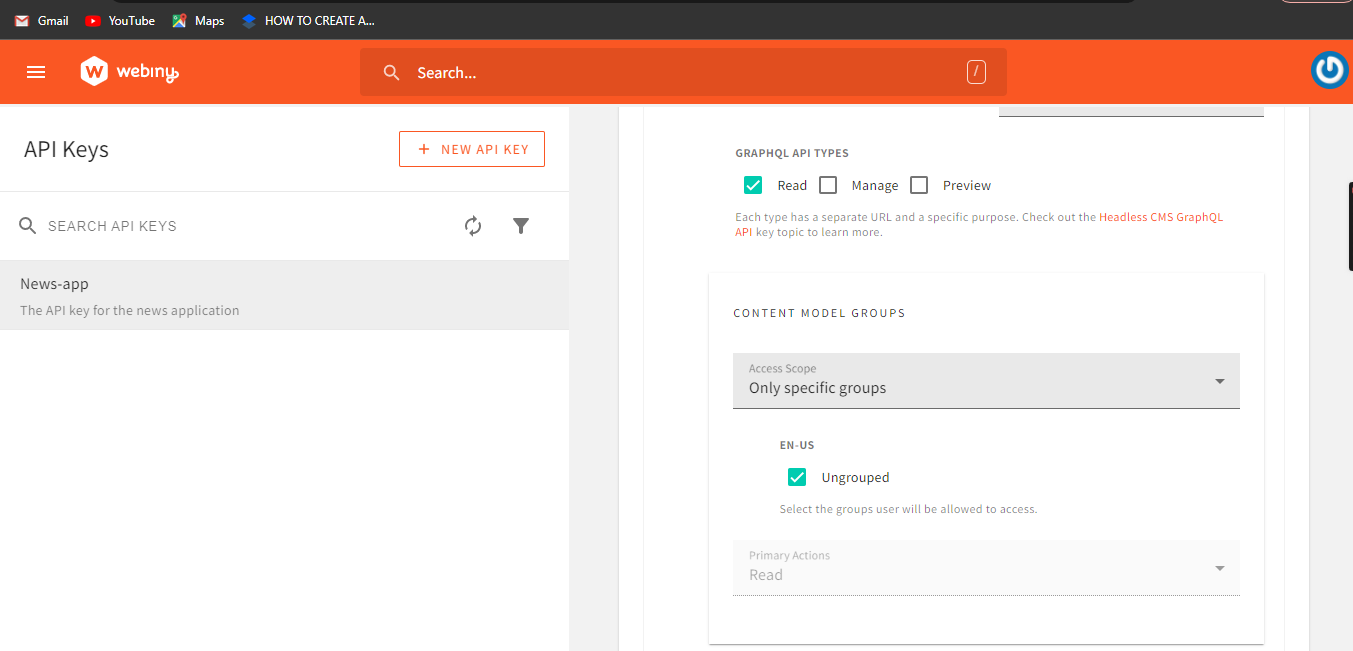 Gmail YouTube Maps HOW TO CREATE A...
webiny Search... /
API Keys
+ NEW API KEY
SEARCH API KEYS
News-app
The API key for the news application
GRAPHQL API TYPES
Read Manage Preview
Each type has a separate URL and a specific purpose. Check out the Headless CMS GraphQL
API key topic to learn more.
CONTENT MODEL GROUPS
Access Scope
Only specific groups
EN-US
Ungrouped
Select the groups user will be allowed to access.
Primary Actions
Read